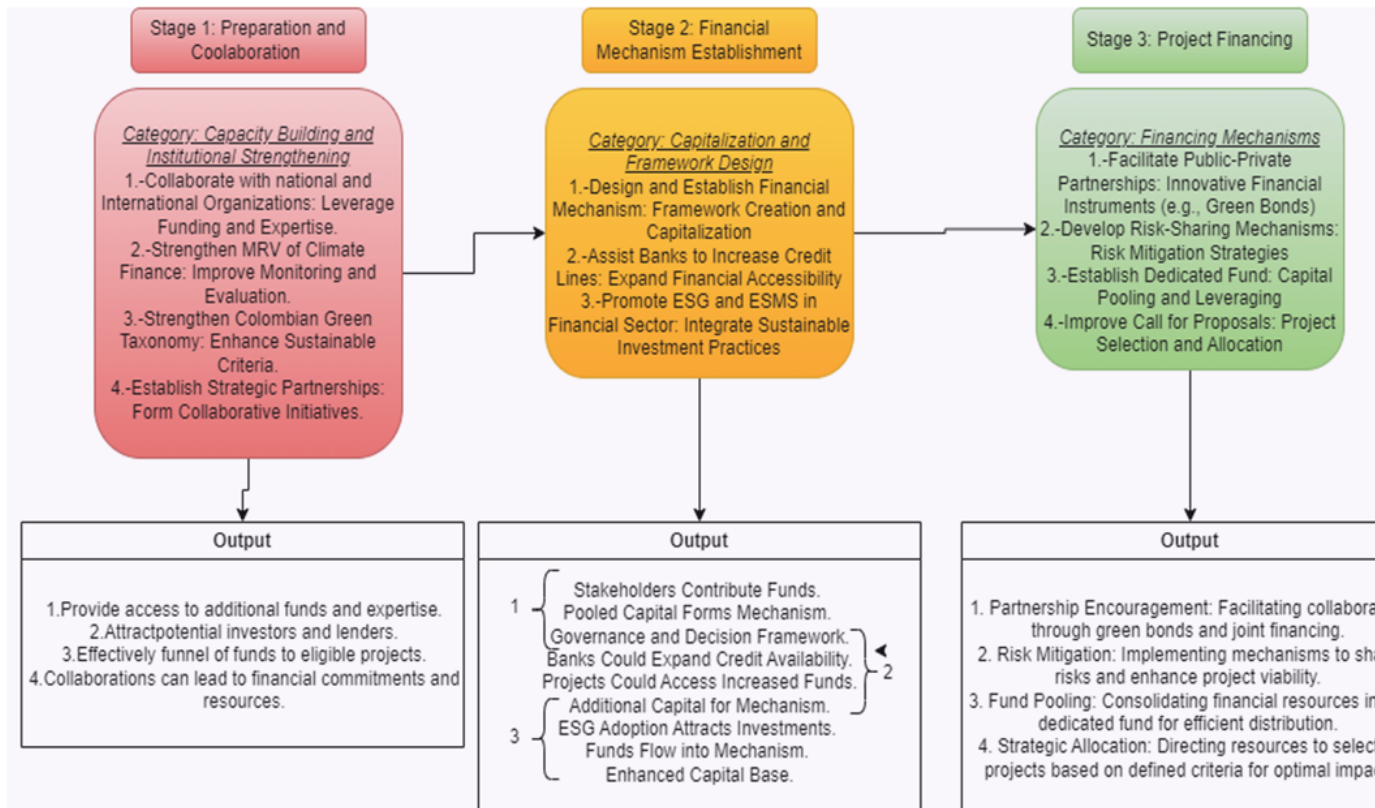 Stage 1: Preparation and
Coolaboration
Category: Capacity Building and
Institutional Strengthening
1.-Collaborate with national and
International Organizations: Leverage
Funding and Expertise.
2.-Strengthen MRV of Climate
Finance: Improve Monitoring and
Evaluation.
3.-Strengthen Colombian Green
Taxonomy: Enhance Sustainable
Criteria.
4.-Establish Strategic Partnerships:
Form Collaborative Initiatives.
Output
1.Provide access to additional funds and expertise.
2.Attractpotential investors and lenders.
3.Effectively funnel of funds to eligible projects.
4.Collaborations can lead to financial commitments and
resources.
Stage 2: Financial
Mechanism Establishment
Category: Capitalization and
Framework Design
1.-Design and Establish Financial
Mechanism: Framework Creation and
Capitalization
2.-Assist Banks to Increase Credit
Lines: Expand Financial Accessibility
3.-Promote ESG and ESMS in
Financial Sector: Integrate Sustainable
Investment Practices
Output
Stakeholders Contribute Funds.
1
Pooled Capital Forms Mechanism.
Governance and Decision Framework.
Banks Could Expand Credit Availability.
2
Projects Could Access Increased Funds.
Additional Capital for Mechanism.
ESG Adoption Attracts Investments.
3
Funds Flow into Mechanism.
Enhanced Capital Base.
Stage 3: Project Financing
Category: Financing Mechanisms
1.-Facilitate Public-Private
Partnerships: Innovative Financial
Instruments (e.g., Green Bonds)
2.-Develop Risk-Sharing Mechanisms:
Risk Mitigation Strategies
3.-Establish Dedicated Fund: Capital
Pooling and Leveraging
4.-Improve Call for Proposals: Project
Selection and Allocation
Output
1. Partnership Encouragement: Facilitating
through green bonds and joint financing.
2. Risk Mitigation: Implementing mechanisms to
risks and enhance project viability.
3. Fund Pooling: Consolidating financial resources
dedicated fund for efficient distribution.
4. Strategic Allocation: Directing resources to
projects based on defined criteria for optimal